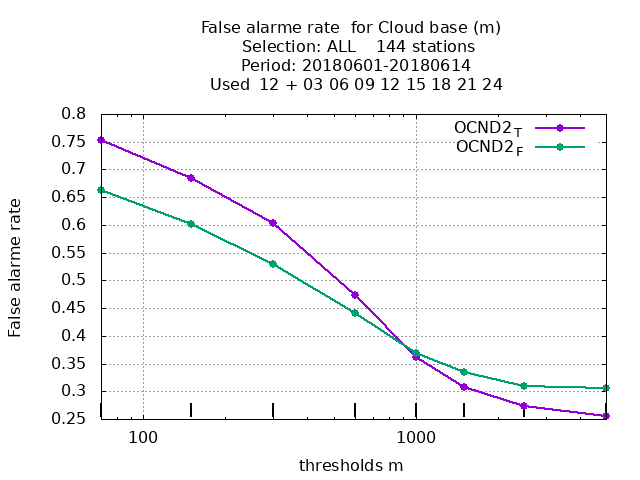 False alarme rate  for Cloud base (m)
Selection: ALL    144 stations
Period: 20180601-20180614
Used  12 + 03 06 09 12 15 18 21 24
0.8
0.75
0.7
0.65
0.6
0.55
0.5
0.45
0.4
0.35
0.3
0.25
False alarme rate
OCND2T
OCND2F
100
1000
thresholds m